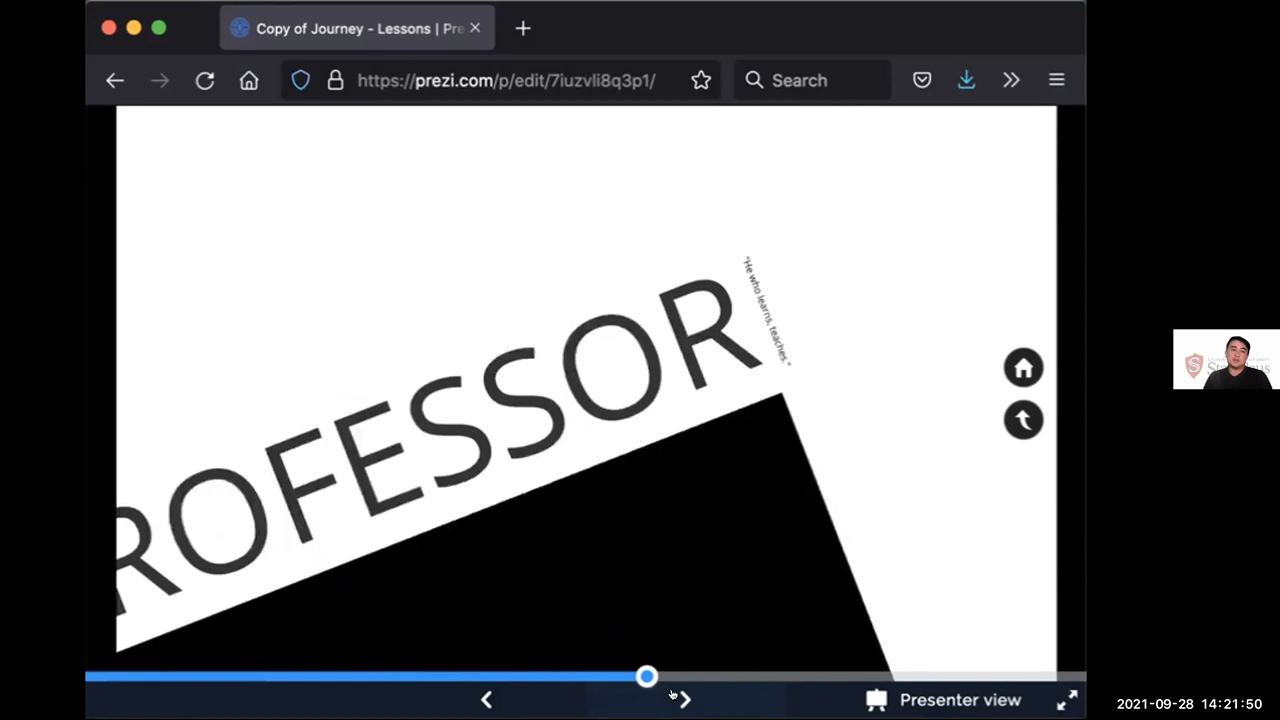 Copy of Journey - Lessons | Pre
https://prezi.com/p/edit/7iuzvli8q3p1/
Search
"He who learns, teaches."
ROFESSOR
Presenter view
2021-09-28 14:21:50